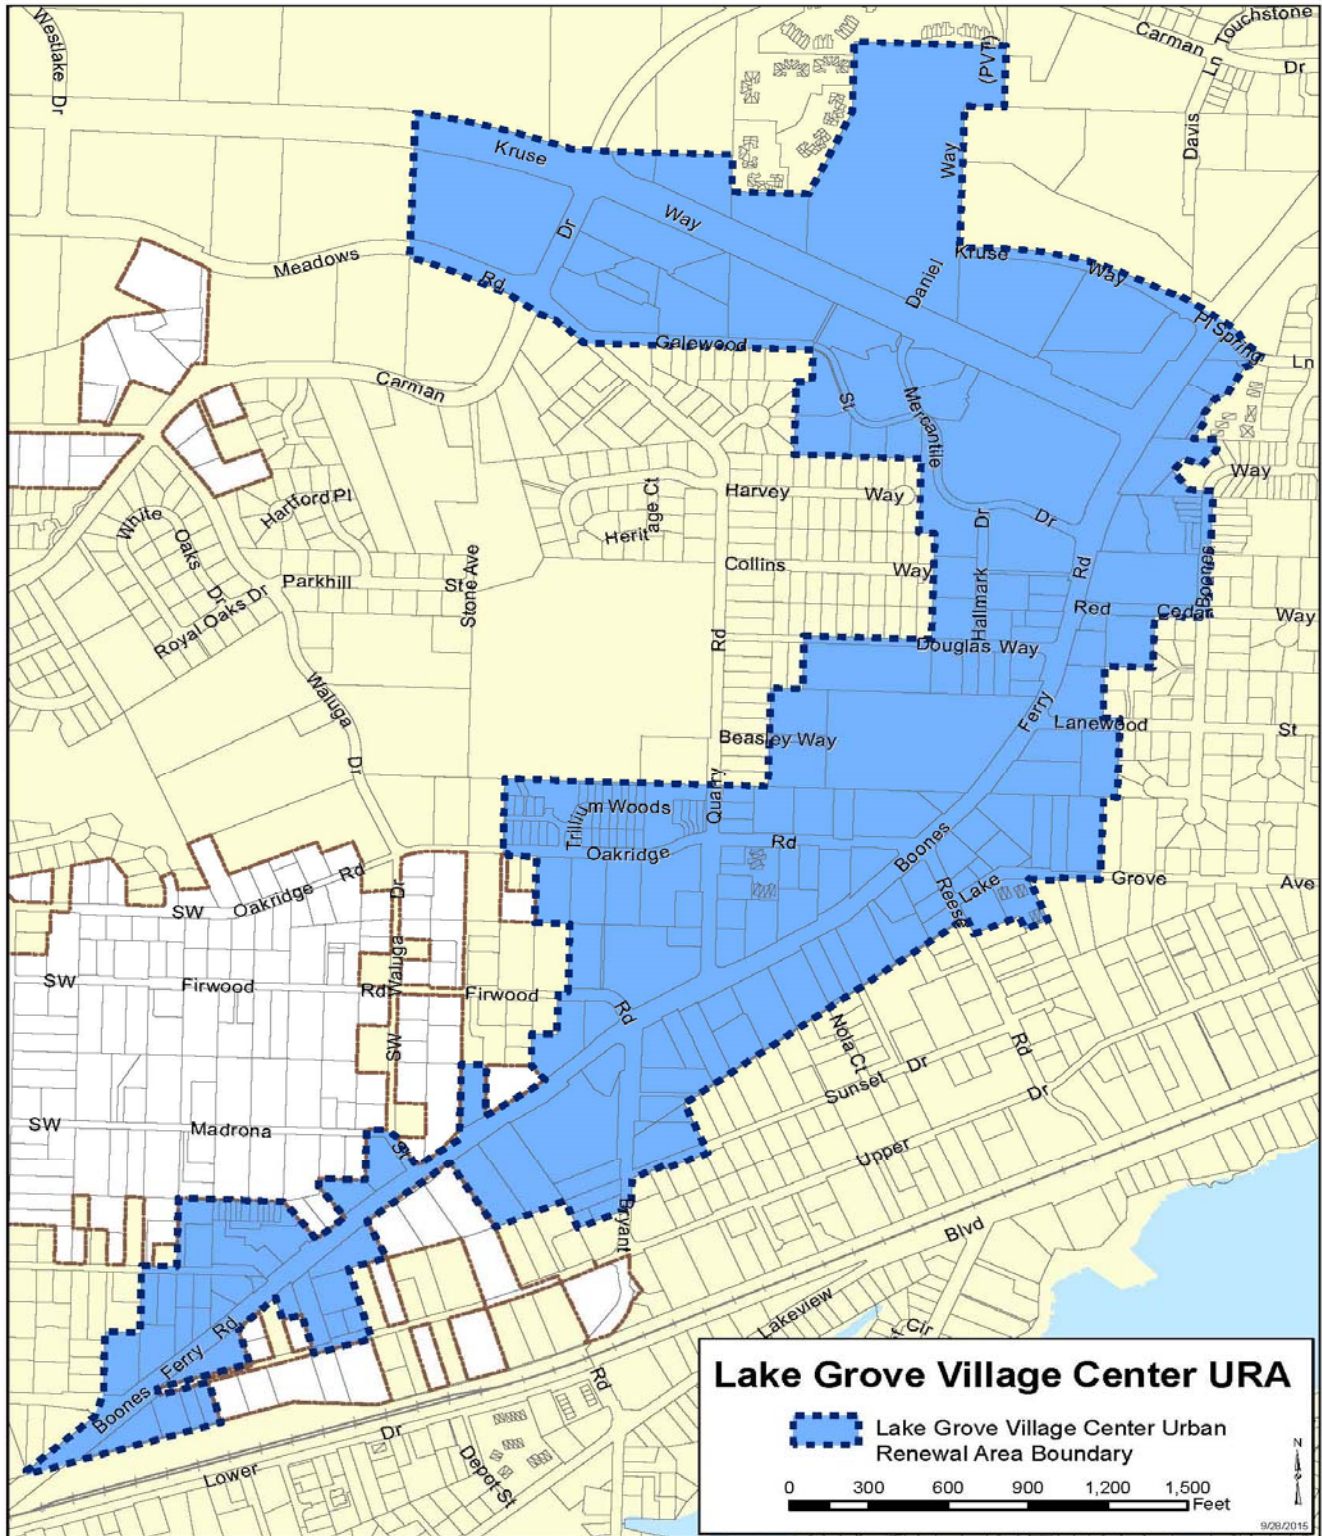 Westlake
Dr
Carman
Ln
Touchstone
Dr
Davis
(PVT)
Kruse
Way
Way
Dr
Meadows
Rd
Daniel
Kruse
Way
Pl
Spring
Ln
Galewood
St
Carman
Mercantile
Dr
Way
Harvey
Way
Heritage Ct
Hartford Pl
White
Oaks
Dr
Collins
Way
Hallmark
Dr
Rd
Boones
Parkhill
St
Stone Ave
Royal Oaks Dr
Red
Cedar
Way
Rd
Douglas Way
Waluga
Dr
Ferry
Lanewood
St
Beasley Way
Quarry
Trillium Woods
Oakridge
Rd
Boones
Reese
Lake
Grove
Ave
SW
Oakridge
Rd
Dr
Waluga
SW
SW
Firwood
Rd
Firwood
Rd
Nola Ct
Sunset
Dr
Rd
Dr
Upper
SW
Madrona
St
Bryant
Blvd
Lakeview
Cir
Boones
Ferry
Rd
Rd
Dr
Lower
Depot St
Lake Grove Village Center URA
Lake Grove Village Center Urban
Renewal Area Boundary
N
0 300 600 900 1,200 1,500
Feet
9/28/2015